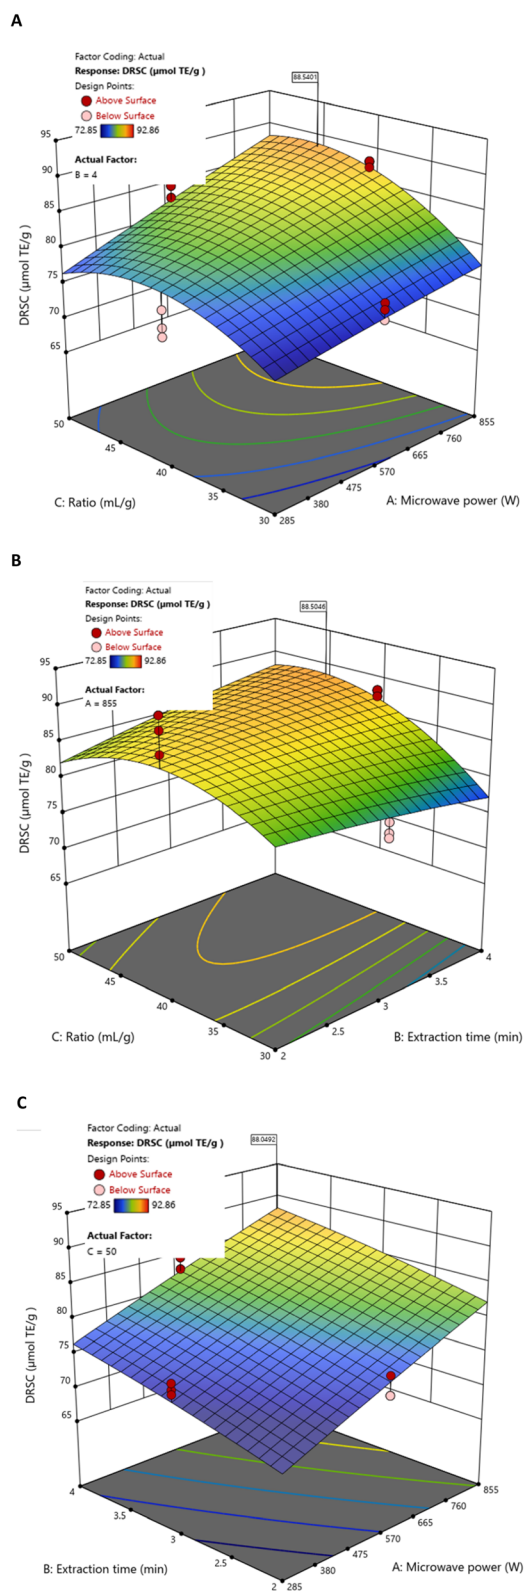 A
Factor Coding: Actual
Response: DRSC (µmol TE/g )
Design Points:
Above Surface
Below Surface
72.85 92.86
Actual Factor:
B = 4
88.5401
95
90
85
80
75
70
65
DRSC (µmol TE/g )
50
45
40
35
30
285
380
475
570
665
760
855
C: Ratio (mL/g)
A: Microwave power (W)
B
Factor Coding: Actual
Response: DRSC (µmol TE/g )
Design Points:
Above Surface
Below Surface
72.85 92.86
Actual Factor:
A = 855
88.5046
95
90
85
80
75
70
65
DRSC (µmol TE/g )
50
45
40
35
30
2
2.5
3
3.5
4
C: Ratio (mL/g)
B: Extraction time (min)
C
Factor Coding: Actual
Response: DRSC (µmol TE/g )
Design Points:
Above Surface
Below Surface
72.85 92.86
Actual Factor:
C = 50
88.0492
95
90
85
80
75
70
65
DRSC (µmol TE/g )
4
3.5
3
2.5
2
285
380
475
570
665
760
855
B: Extraction time (min)
A: Microwave power (W)